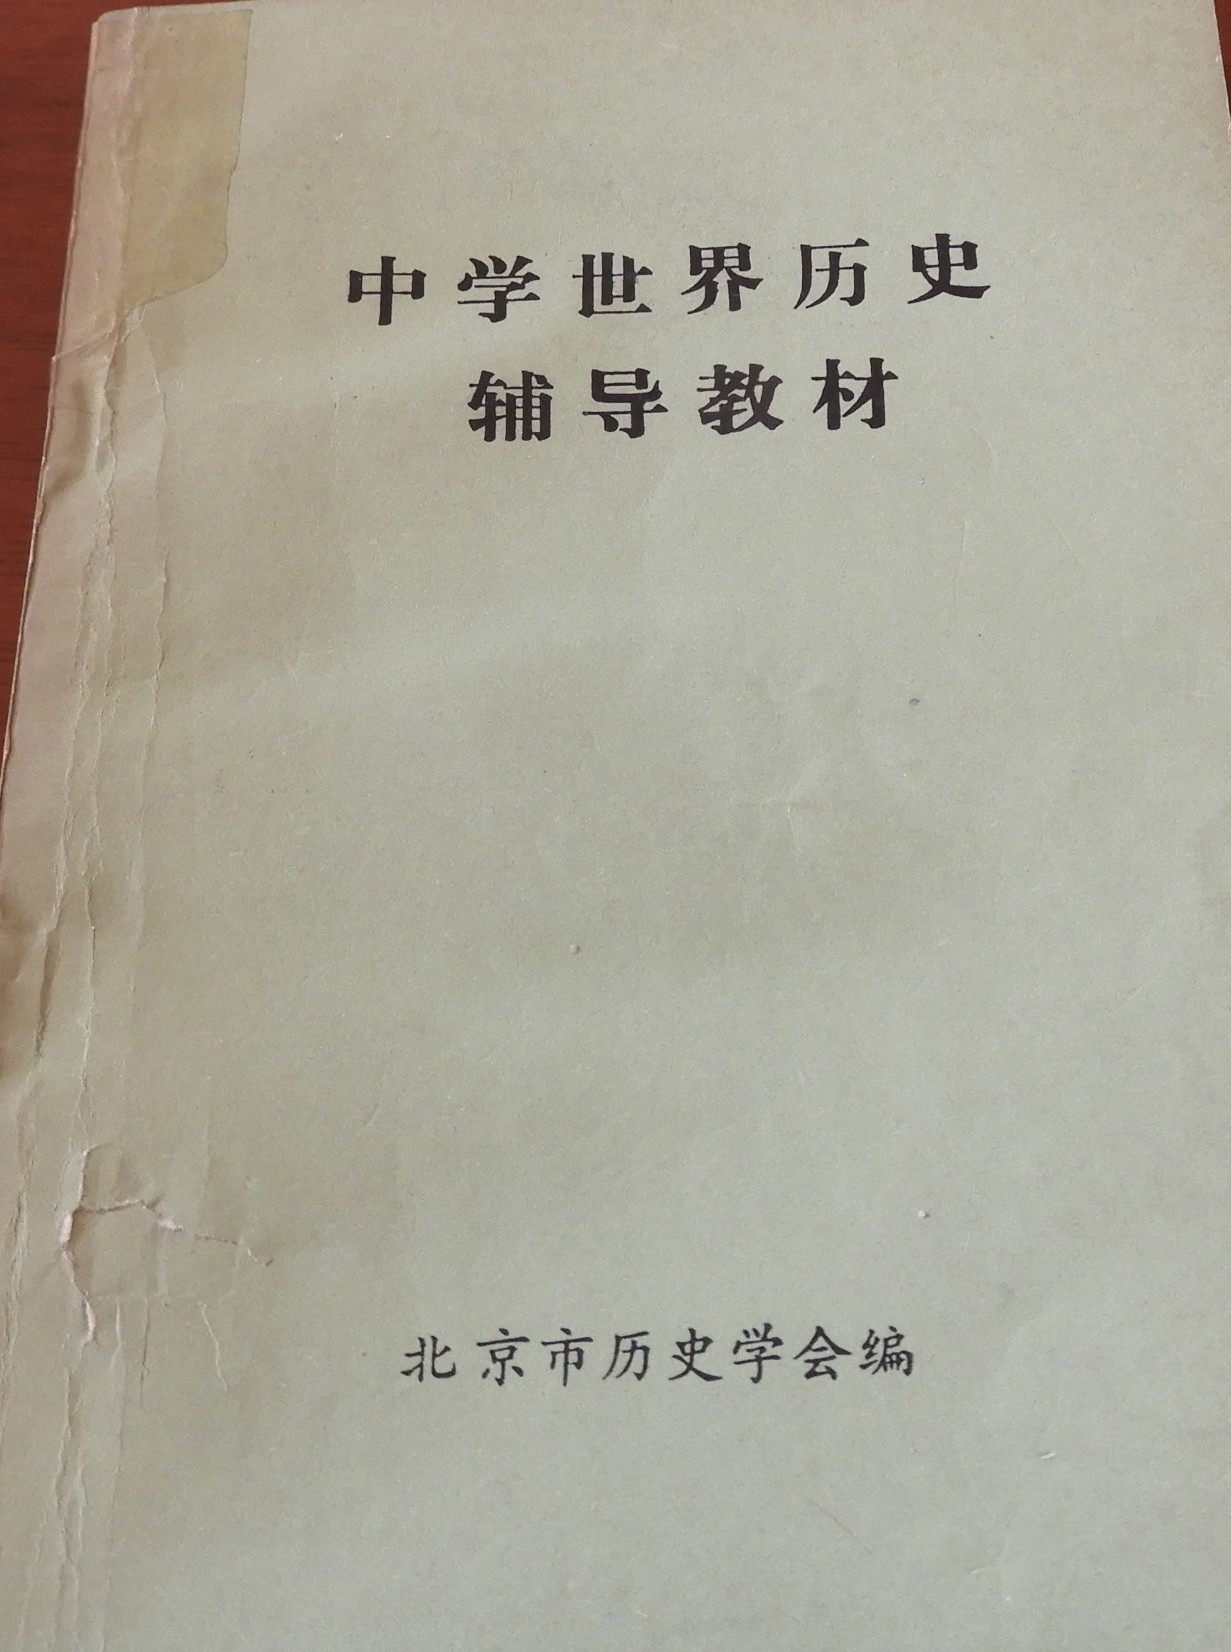 中学世界历史
辅导教材
北京市历史学会编